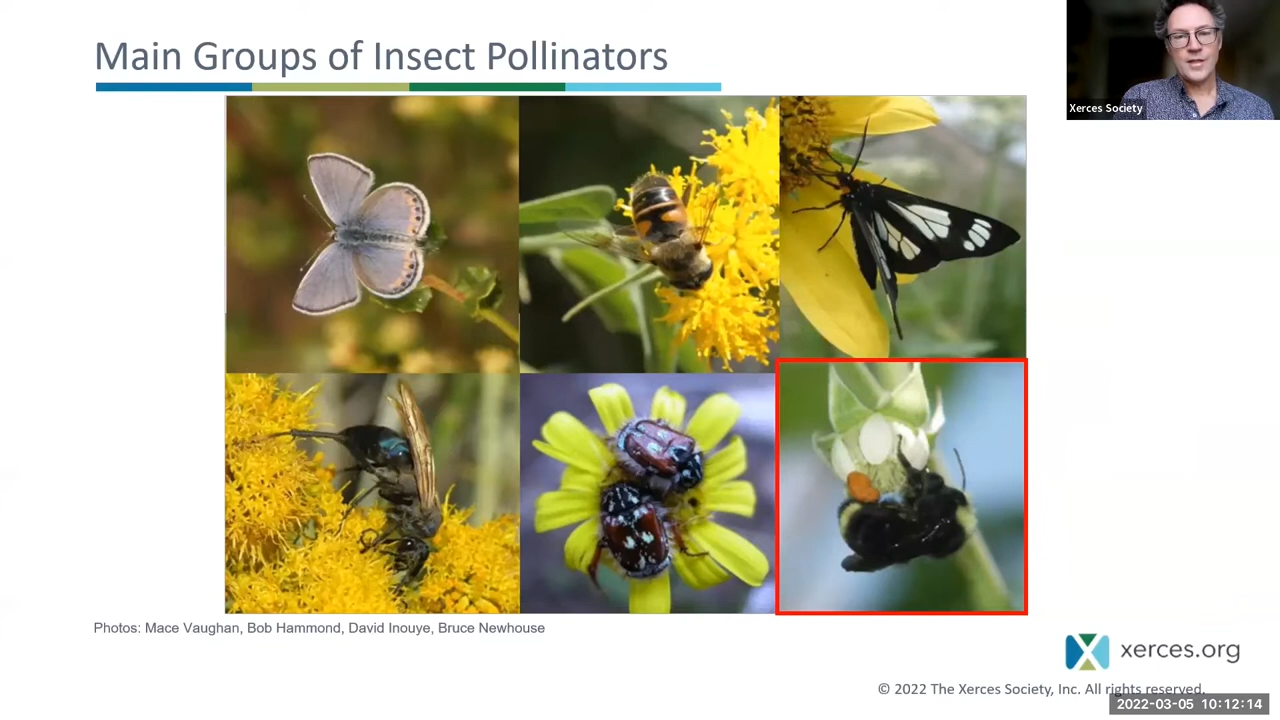 Main Groups of Insect Pollinators
Xerces Society
Photos: Mace Vaughan, Bob Hammond, David Inouye, Bruce Newhouse
xerces.org
© 2022 The Xerces Society, Inc. All rights reserved.
2022-03-05 10:12:14